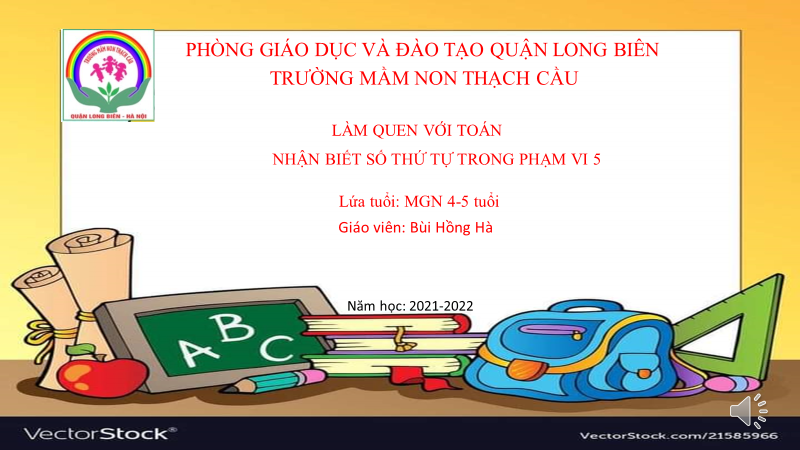 PHÒNG GIÁO DỤC VÀ ĐÀO TẠO QUẬN LONG BIÊN
TRƯỜNG MẦM NON THẠCH CẦU
TRƯỜNG MẦM NON THẠCH CẦU
QUẬN LONG BIÊN - HÀ NỘI
LÀM QUEN VỚI TOÁN
NHẬN BIẾT SỐ THỨ TỰ TRONG PHẠM VI 5
Lứa tuổi: MGN 4-5 tuổi
Giáo viên: Bùi Hồng Hà
Năm học: 2021-2022
ABC
VectorStock®
VectorStock.com/21585966